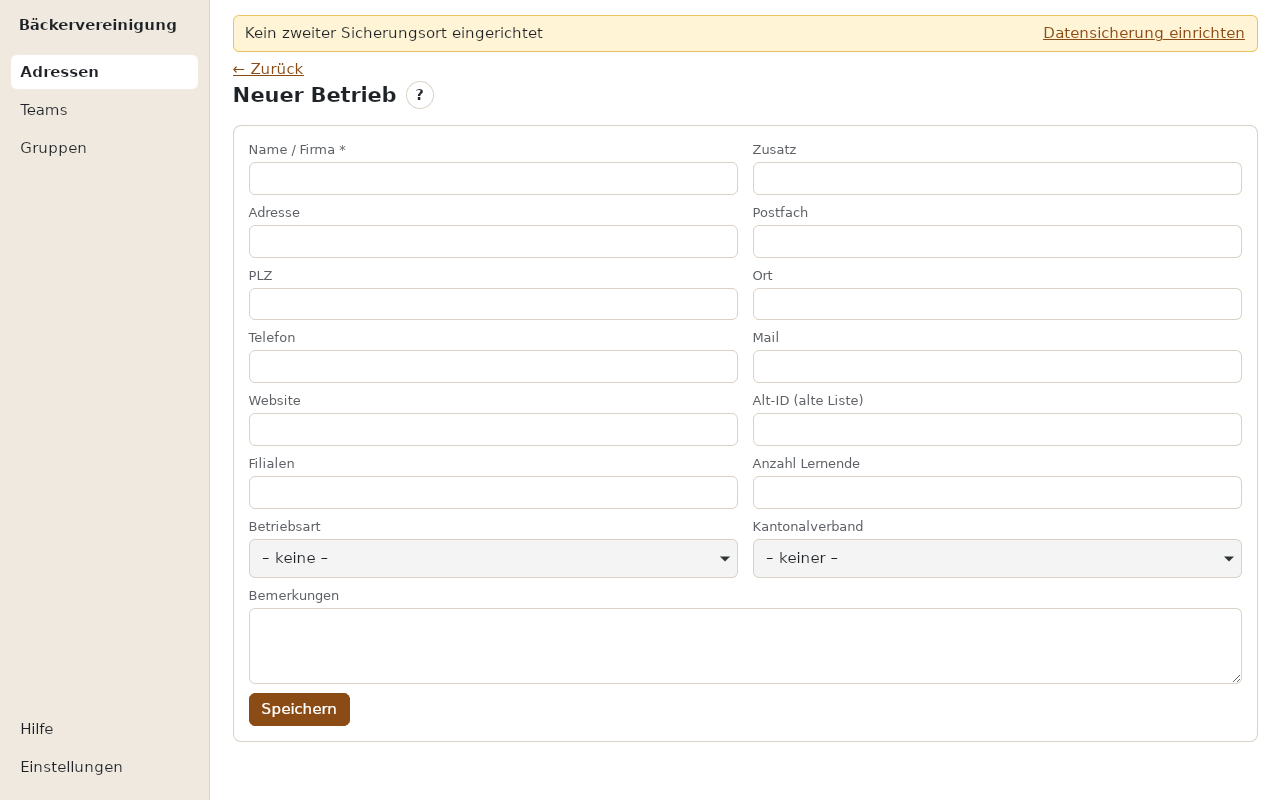 Bäckervereinigung
Adressen
Teams
Gruppen
Hilfe
Einstellungen
Kein zweiter Sicherungsort eingerichtet
Datensicherung einrichten
← Zurück
Neuer Betrieb ?
Name / Firma *
Zusatz
Adresse
Postfach
PLZ
Ort
Telefon
Mail
Website
Alt-ID (alte Liste)
Filialen
Anzahl Lernende
Betriebsart
Kantonalverband
– keine –
– keiner –
Bemerkungen
Speichern